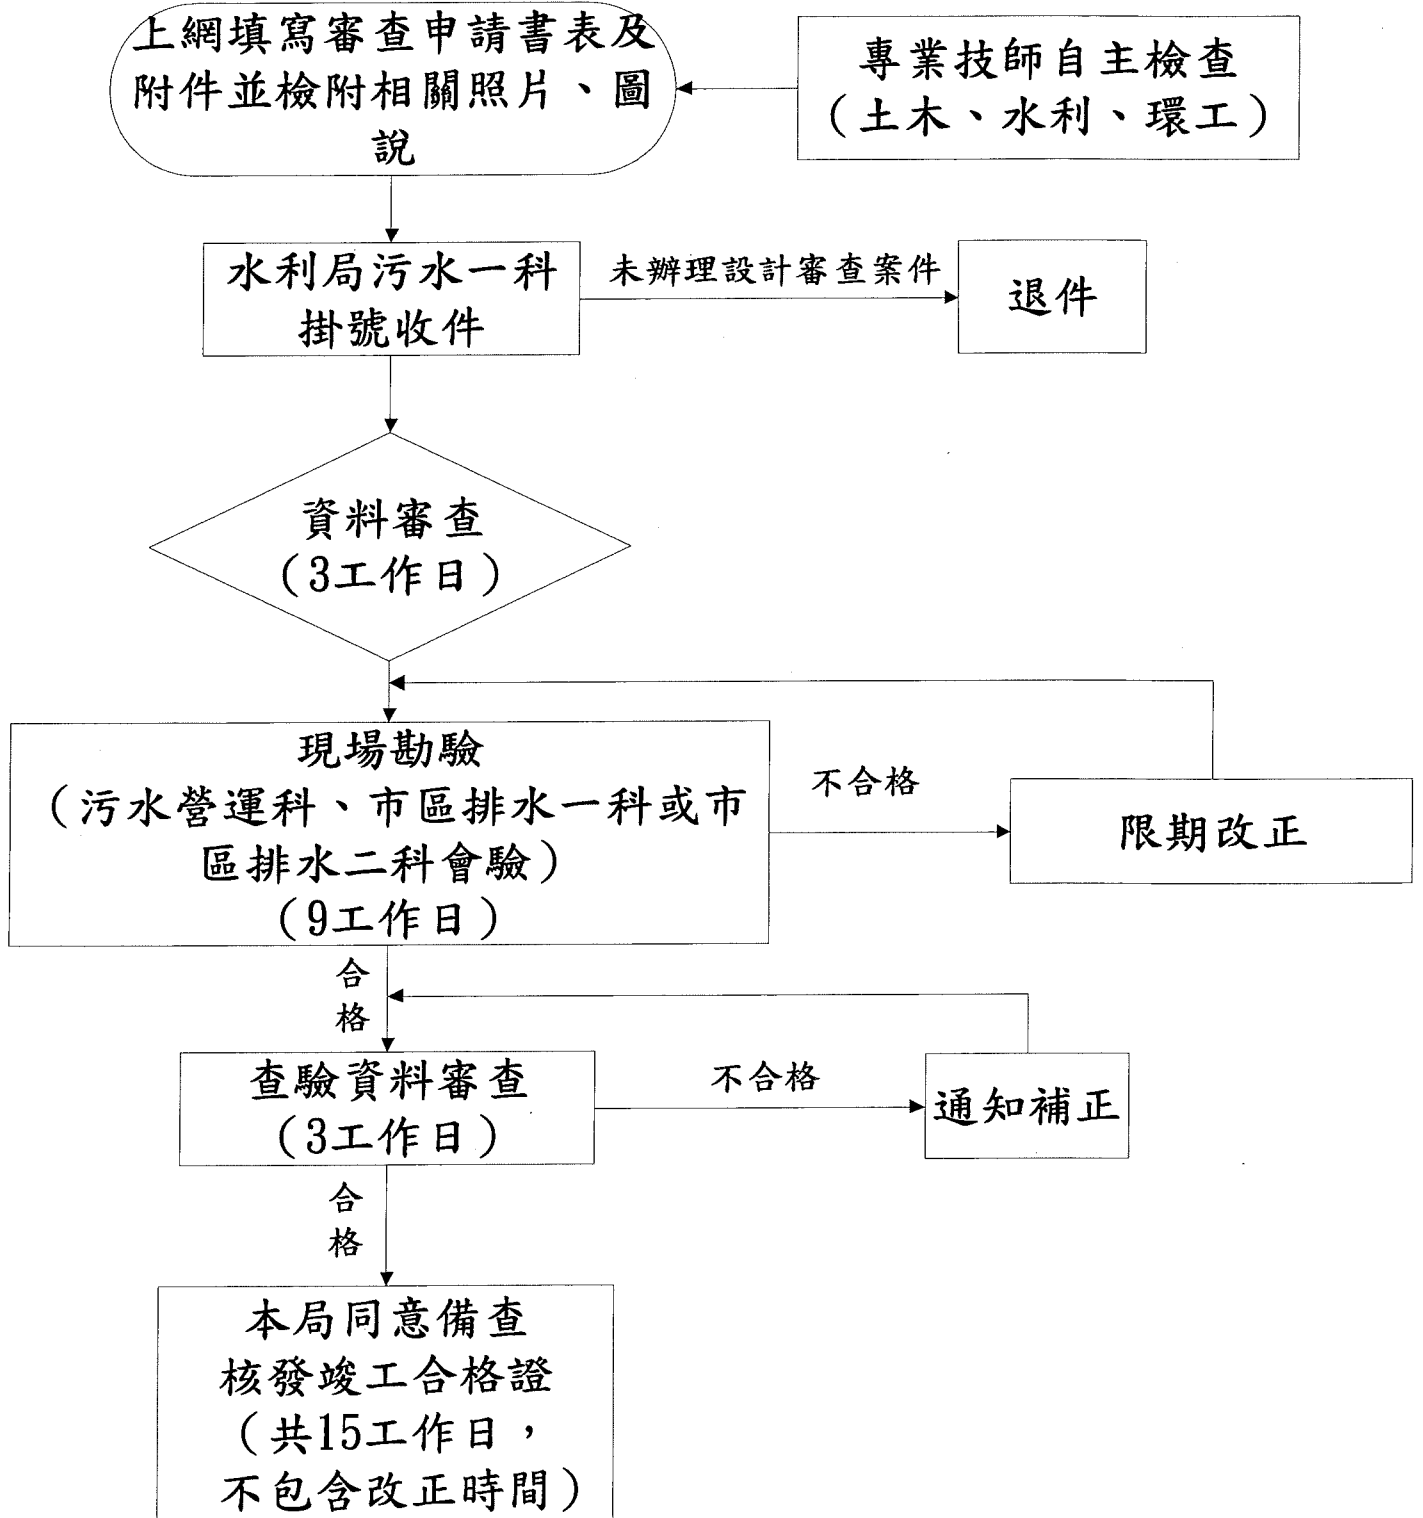 上網填寫審查申請書表及
附件並檢附相關照片、圖
說
專業技師自主檢查
（土木、水利、環工）
水利局污水一科
掛號收件
未辦理設計審查案件
退件
資料審查
（3工作日）
現場勘驗
（污水營運科、市區排水一科或市
區排水二科會驗）
（9工作日）
不合格
限期改正
合
格
查驗資料審查
（3工作日）
不合格
通知補正
合
格
本局同意備查
核發竣工合格證
（共15工作日，
不包含改正時間）